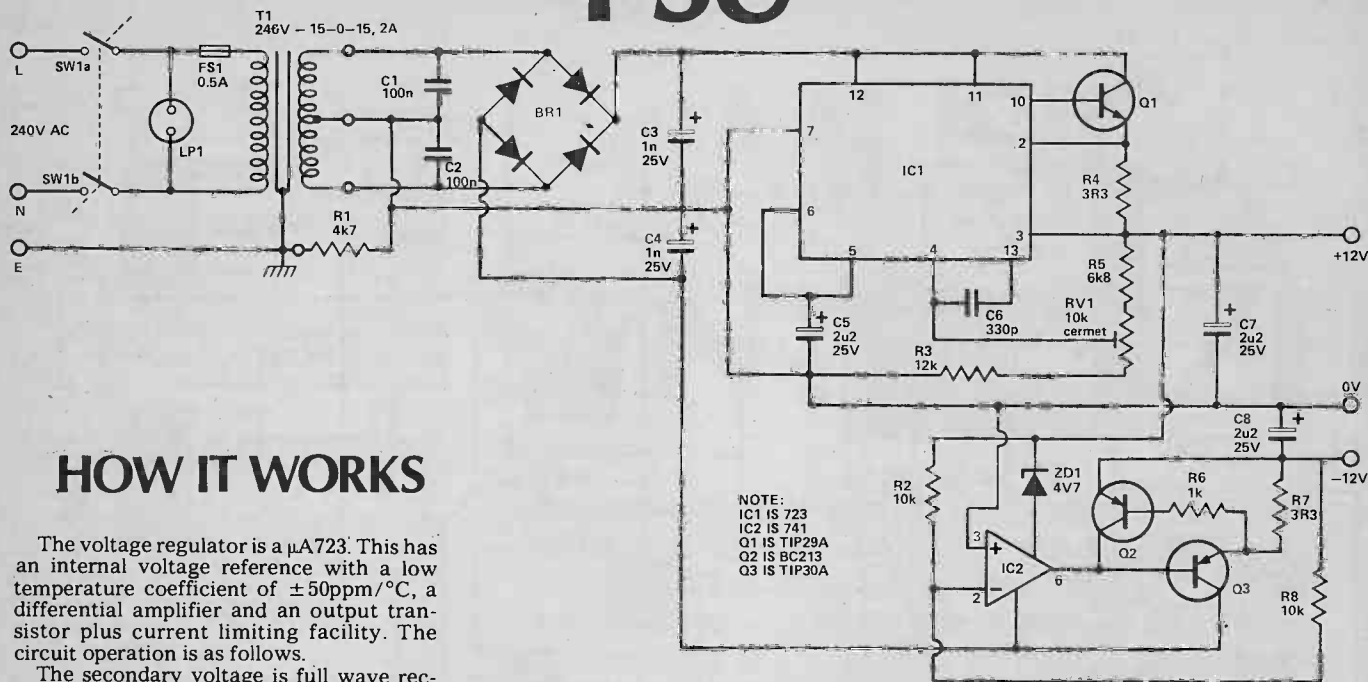 PSU
T1
246V – 15-0-15, 2A
L
SW1a
FS1
0.5A
240V AC
LP1
SW1b
N
E
R1
4k7
C1
100n
C2
100n
BR1
C3
1n
25V
+
C4
1n
25V
+
12
11
10
7
2
IC1
6
3
5
4
13
Q1
R4
3R3
C5
2u2
25V
+
C6
330p
R5
6k8
RV1
10k
cermet
R3
12k
C7
2u2
25V
+
+12V
0V
C8
2u2
25V
+
-12V
R2
10k
ZD1
4V7
NOTE:
IC1 IS 723
IC2 IS 741
Q1 IS TIP29A
Q2 IS BC213
Q3 IS TIP30A
3
+
IC2
2
–
6
Q2
R6
1k
R7
3R3
Q3
R8
10k
HOW IT WORKS
The voltage regulator is a µA723. This has
an internal voltage reference with a low
temperature coefficient of ±50ppm/°C, a
differential amplifier and an output tran-
sistor plus current limiting facility. The
circuit operation is as follows.
The secondary voltage is full wave rec-